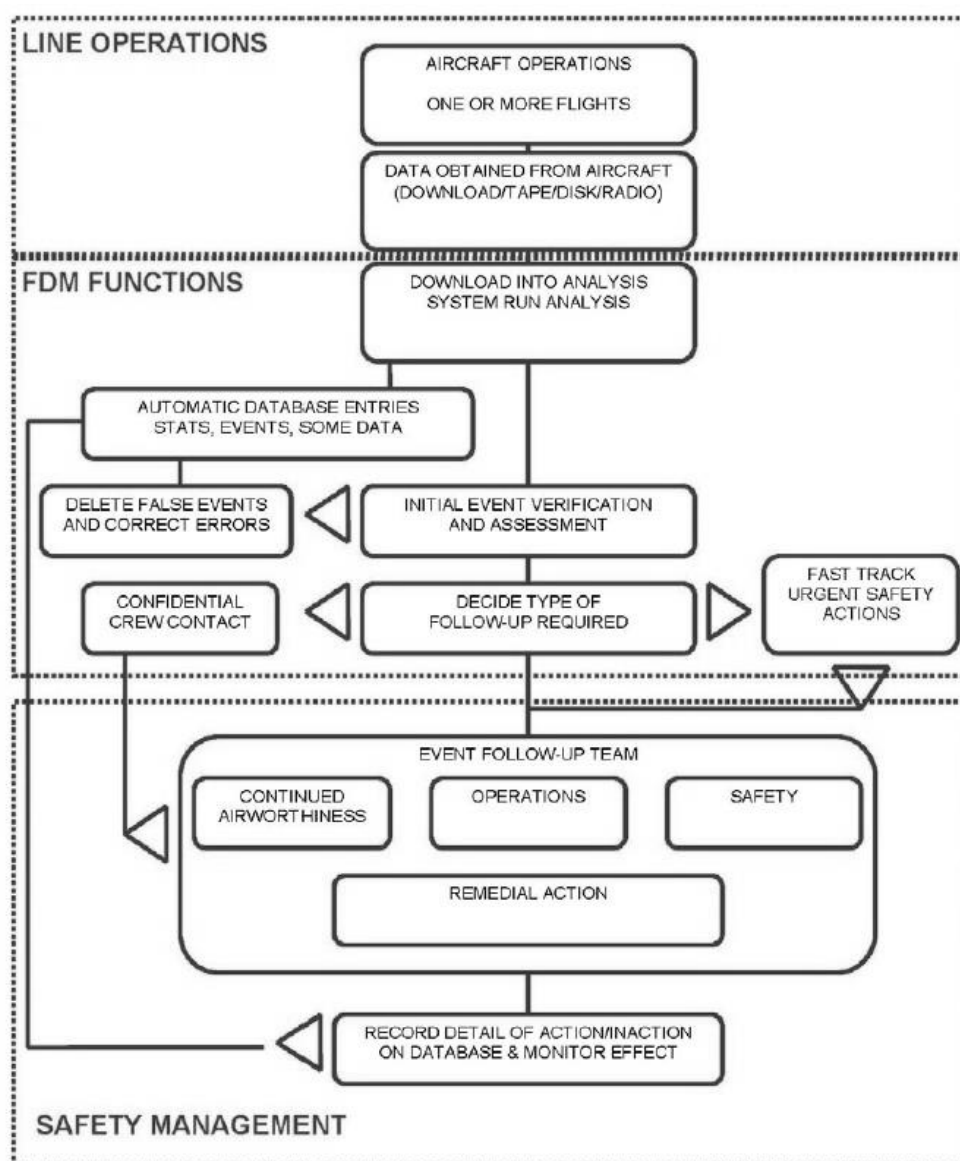 LINE OPERATIONS
AIRCRAFT OPERATIONS
ONE OR MORE FLIGHTS
DATA OBTAINED FROM AIRCRAFT
(DOWNLOAD/TAPE/DISK/RADIO)
FDM FUNCTIONS
DOWNLOAD INTO ANALYSIS
SYSTEM RUN ANALYSIS
AUTOMATIC DATABASE ENTRIES
STATS, EVENTS, SOME DATA
DELETE FALSE EVENTS
AND CORRECT ERRORS
INITIAL EVENT VERIFICATION
AND ASSESSMENT
CONFIDENTIAL
CREW CONTACT
DECIDE TYPE OF
FOLLOW-UP REQUIRED
FAST TRACK
URGENT SAFETY
ACTIONS
EVENT FOLLOW-UP TEAM
CONTINUED
AIRWORTHINESS
OPERATIONS
SAFETY
REMEDIAL ACTION
RECORD DETAIL OF ACTION/INACTION
ON DATABASE & MONITOR EFFECT
SAFETY MANAGEMENT